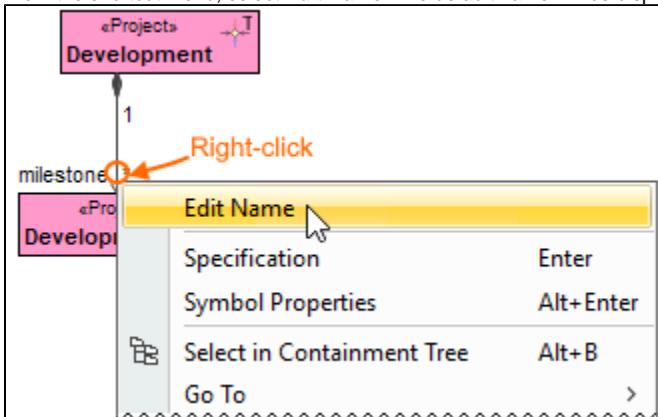 «Project»
T
Development
1
Right-click
milestone
«Pro
Develop
Edit Name
Specification Enter
Symbol Properties Alt+Enter
Select in Containment Tree Alt+B
Go To >